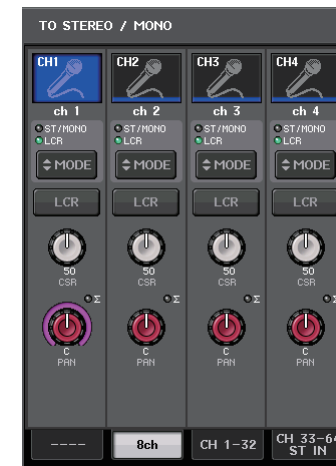 TO STEREO / MONO
CH1 CH2 CH3 CH4
ch 1 ch 2 ch 3 ch 4
ST/MONO ST/MONO ST/MONO ST/MONO
LCR LCR LCR LCR
MODE MODE MODE MODE
LCR LCR LCR LCR
50 50 50 50
CSR CSR CSR CSR
Σ Σ Σ Σ
C C C C
PAN PAN PAN PAN
---- 8ch CH 1-32 CH 33-64
ST IN